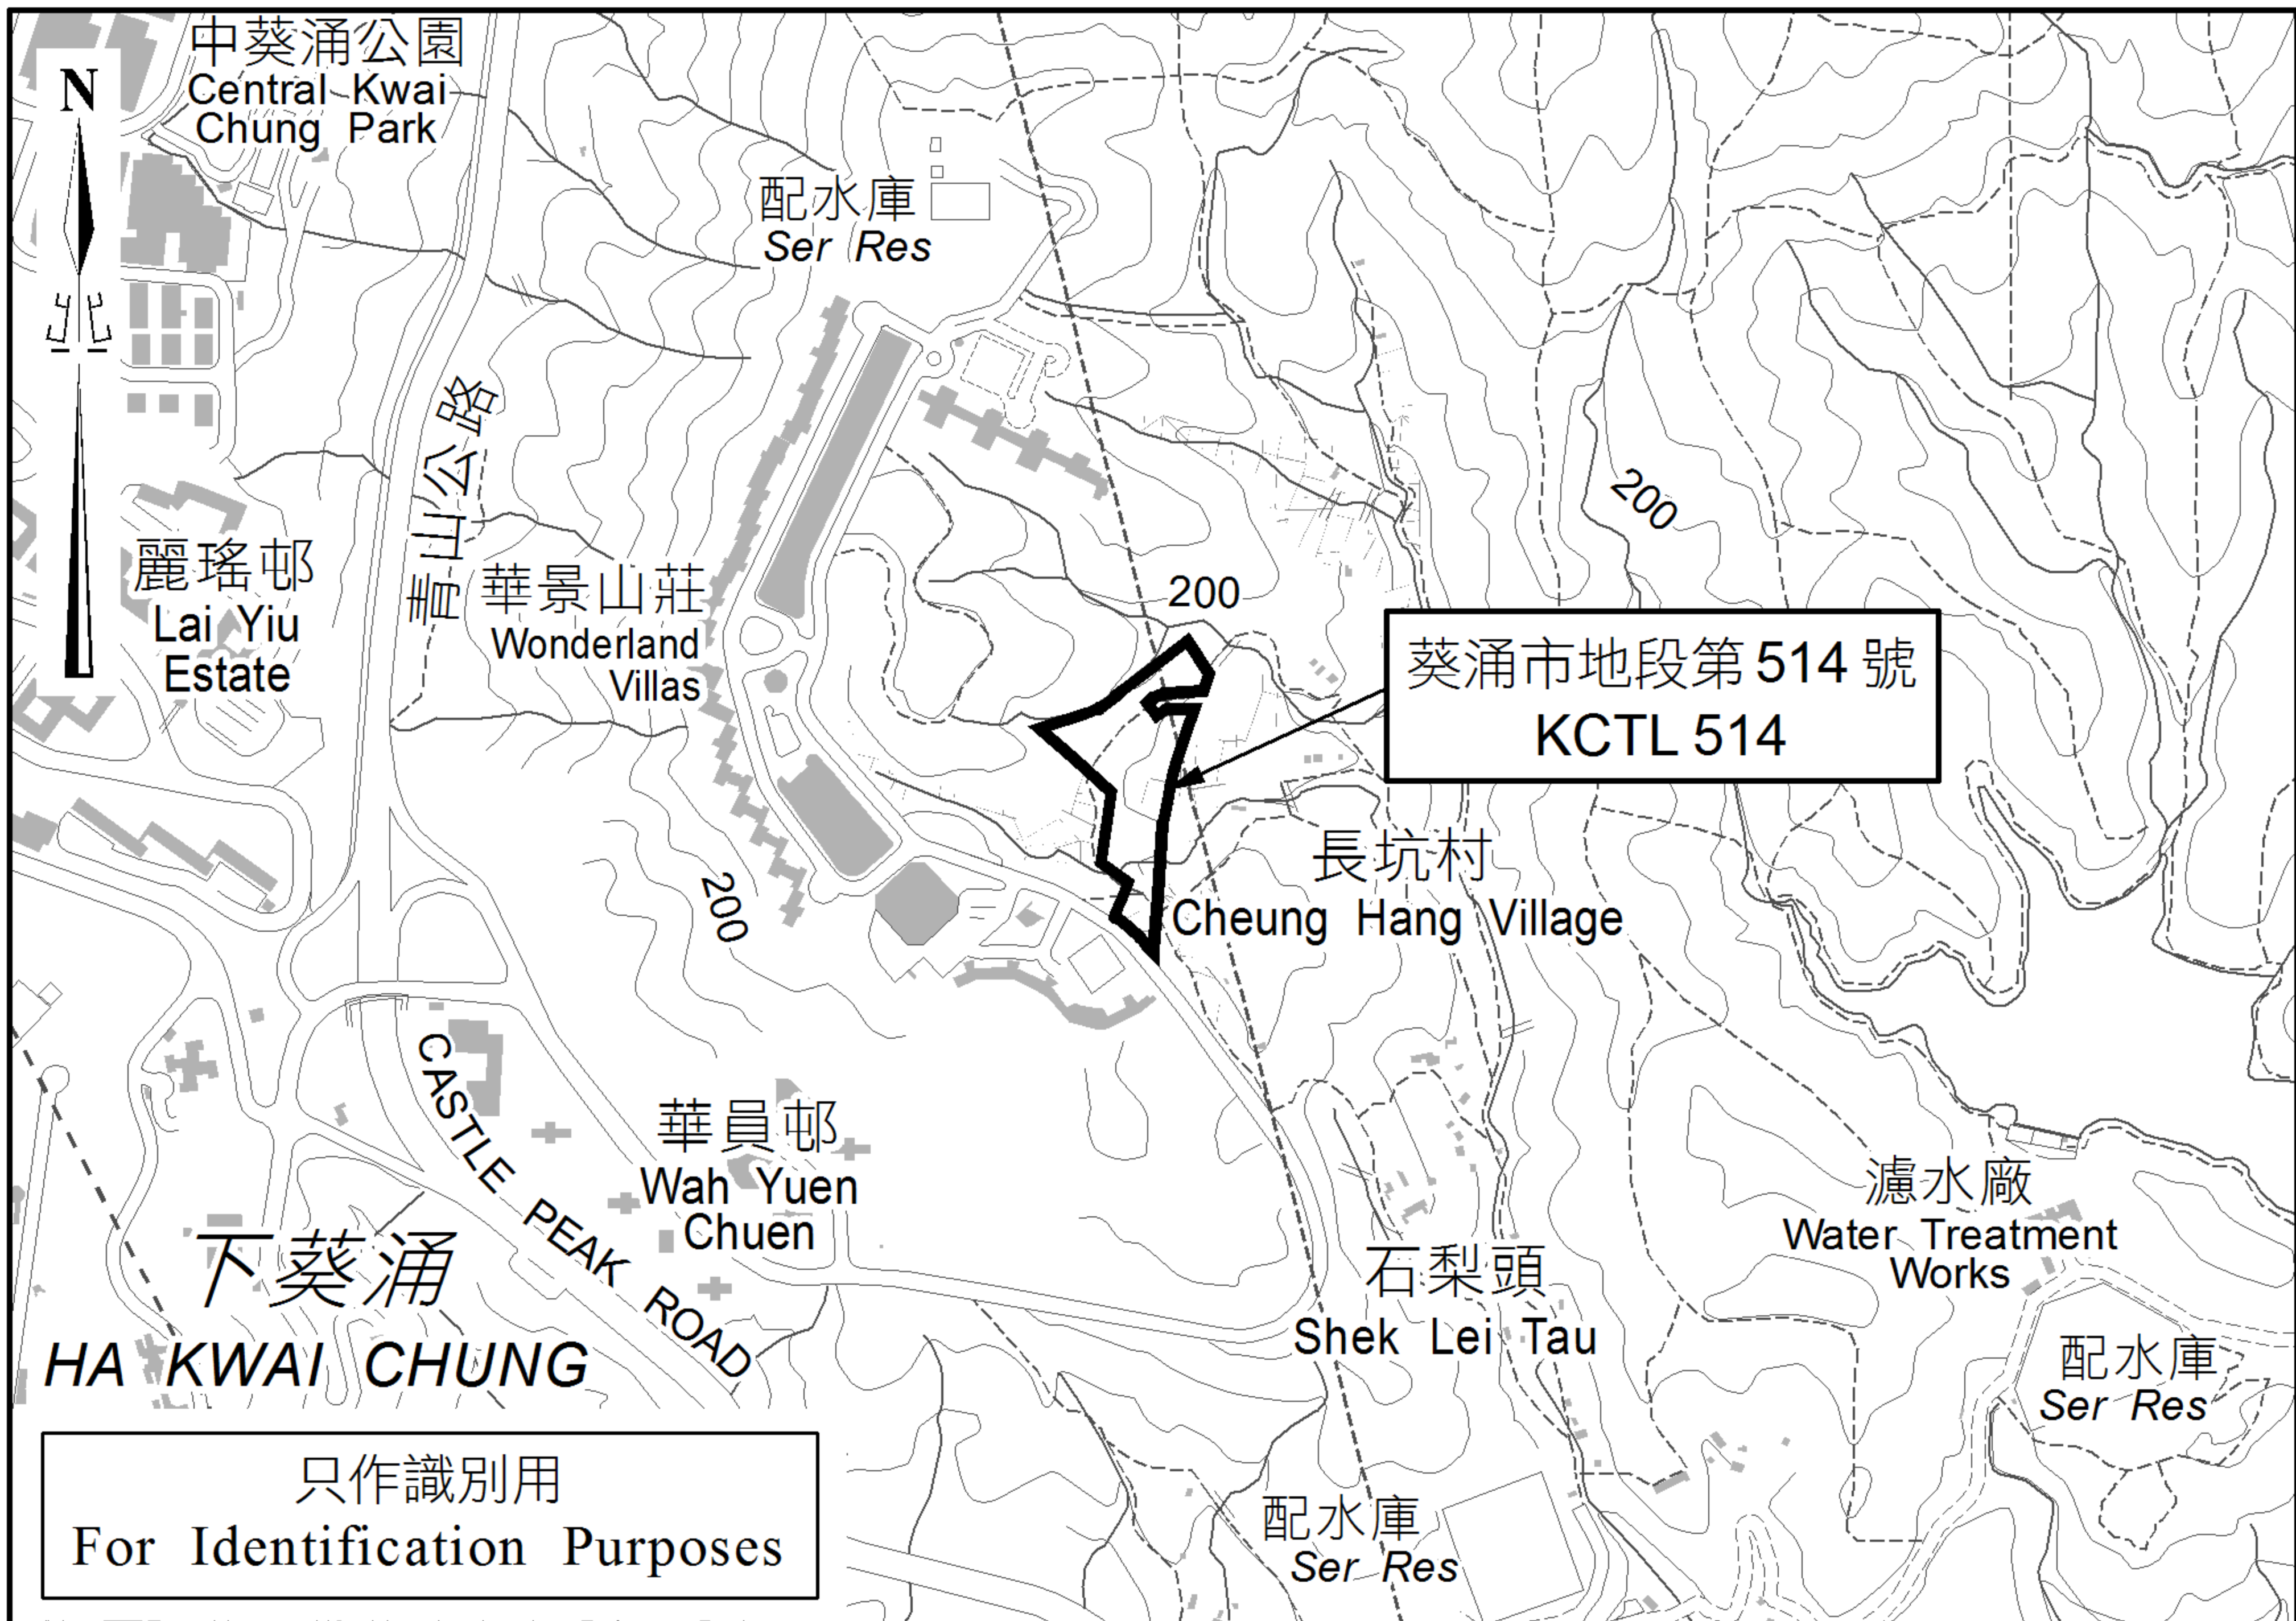 中葵涌公園
Central Kwai
Chung Park
N
配水庫
Ser Res
青山公路
200
麗瑤邨
Lai Yiu
Estate
華景山莊
Wonderland
Villas
200
葵涌市地段第 514 號
KCTL 514
長坑村
Cheung Hang Village
200
CASTLE PEAK ROAD
華員邨
Wah Yuen
Chuen
濾水廠
Water Treatment
Works
下葵涌
HA KWAI CHUNG
石梨頭
Shek Lei Tau
配水庫
Ser Res
只作識別用
For Identification Purposes
配水庫
Ser Res